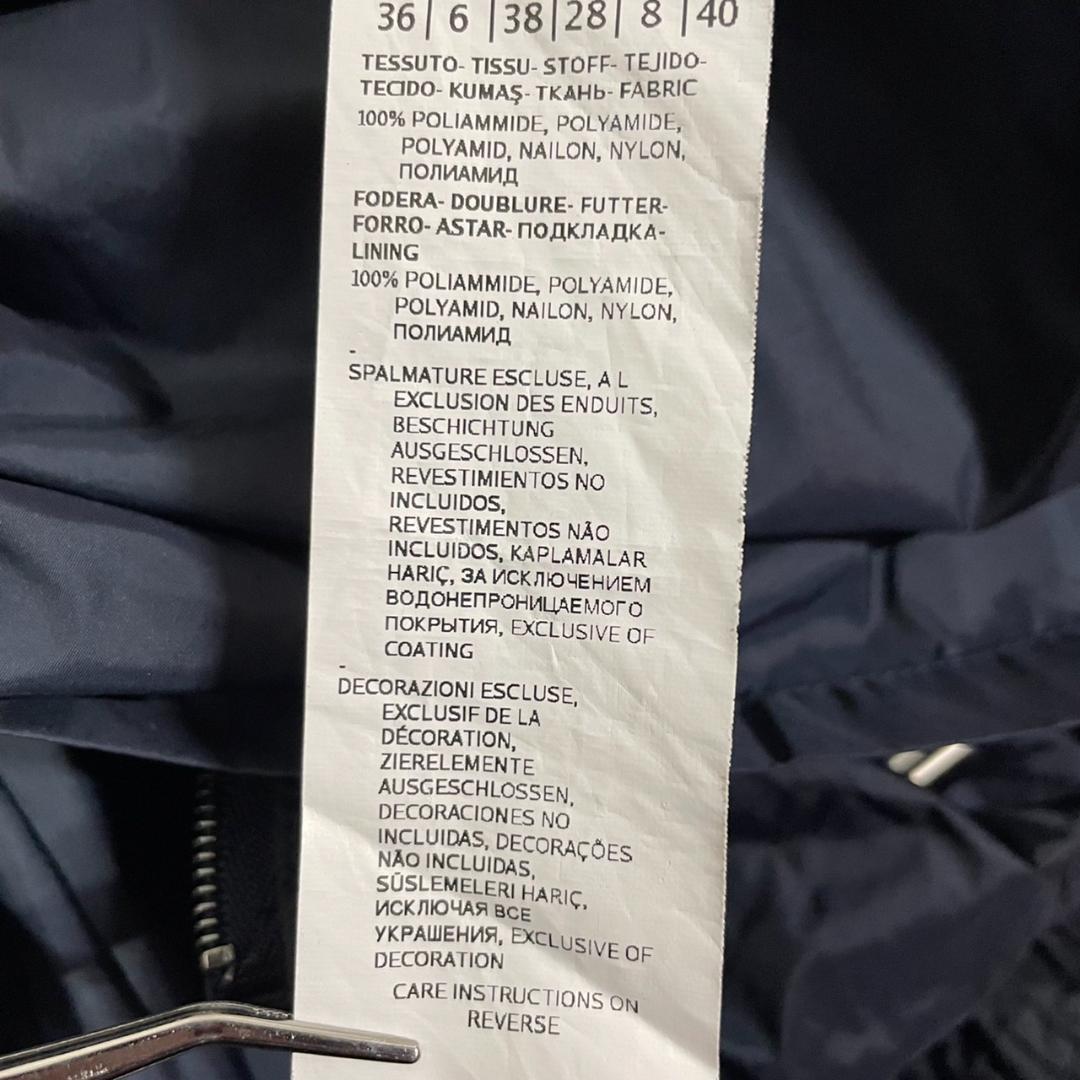 36| 6 |38|28| 8 |40
TESSUTO- TISSU- STOFF- TEJIDO-
TECIDO- KUMAŞ- ТКАНЬ- FABRIC
100% POLIAMMIDE, POLYAMIDE,
POLYAMID, NAILON, NYLON,
ПОЛИАМИД
FODERA- DOUBLURE- FUTTER-
FORRO- ASTAR- ПОДКЛАДКА-
LINING
100% POLIAMMIDE, POLYAMIDE,
POLYAMID, NAILON, NYLON,
ПОЛИАМИД
-
SPALMATURE ESCLUSE, A L
EXCLUSION DES ENDUITS,
BESCHICHTUNG
AUSGESCHLOSSEN,
REVESTIMIENTOS NO
INCLUIDOS,
REVESTIMENTOS NÃO
INCLUIDOS, KAPLAMALAR
HARIÇ, ЗА ИСКЛЮЧЕНИЕМ
ВОДОНЕПРОНИЦАЕМОГО
ПОКРЫТИЯ, EXCLUSIVE OF
COATING
-
DECORAZIONI ESCLUSE,
EXCLUSIF DE LA
DÉCORATION,
ZIERELEMENTE
AUSGESCHLOSSEN,
DECORACIONES NO
INCLUIDAS, DECORAÇÕES
NÃO INCLUIDAS,
SÜSLEMELERI HARIÇ,
ИСКЛЮЧАЯ ВСЕ
УКРАШЕНИЯ, EXCLUSIVE OF
DECORATION
CARE INSTRUCTIONS ON
REVERSE